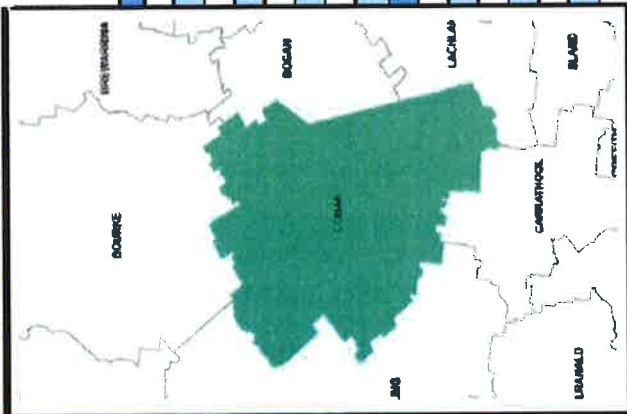 BREWARRINA
BOURKE
BOGAN
LACHLAN
BLAND
COBAR
CARRATHOOL